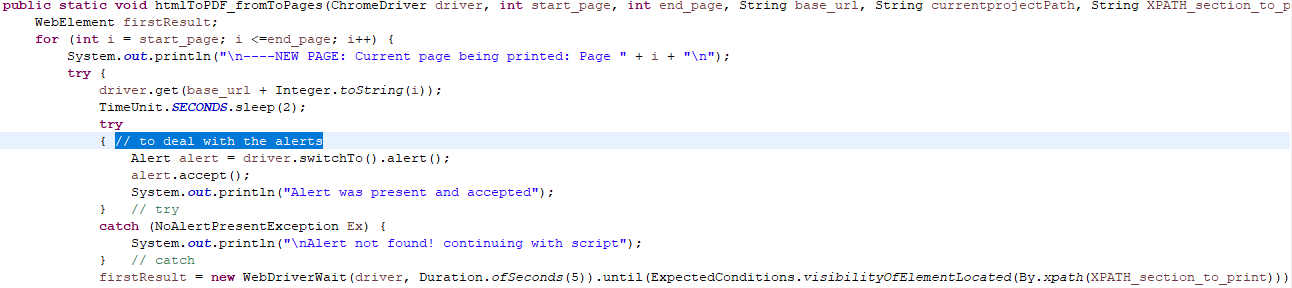 public static void htmlToPDF_fromToPages(ChromeDriver driver, int start_page, int end_page, String base_url, String currentprojectPath, String XPATH_section_to_p
WebElement firstResult;
for (int i = start_page; i <=end_page; i++) {
System.out.println("\n----NEW PAGE: Current page being printed: Page " + i + "\n");
try {
driver.get(base_url + Integer.toString(i));
TimeUnit.SECONDS.sleep(2);
try
{ // to deal with the alerts
Alert alert = driver.switchTo().alert();
alert.accept();
System.out.println("Alert was present and accepted");
} // try
catch (NoAlertPresentException Ex) {
System.out.println("\nAlert not found! continuing with script");
} // catch
firstResult = new WebDriverWait(driver, Duration.ofSeconds(5)).until(ExpectedConditions.visibilityOfElementLocated(By.xpath(XPATH_section_to_print)))